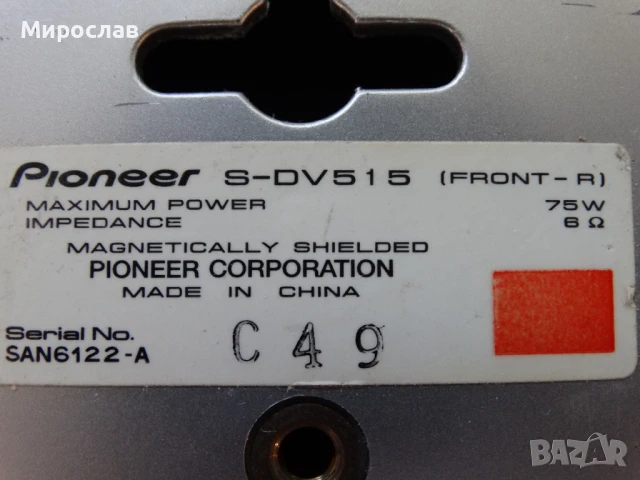 Мирослав
Pioneer S-DV515 (FRONT-R)
MAXIMUM POWER 75W
IMPEDANCE 6 Ω
MAGNETICALLY SHIELDED
PIONEER CORPORATION
MADE IN CHINA
Serial No. C49
SAN6122-A
BAZAR